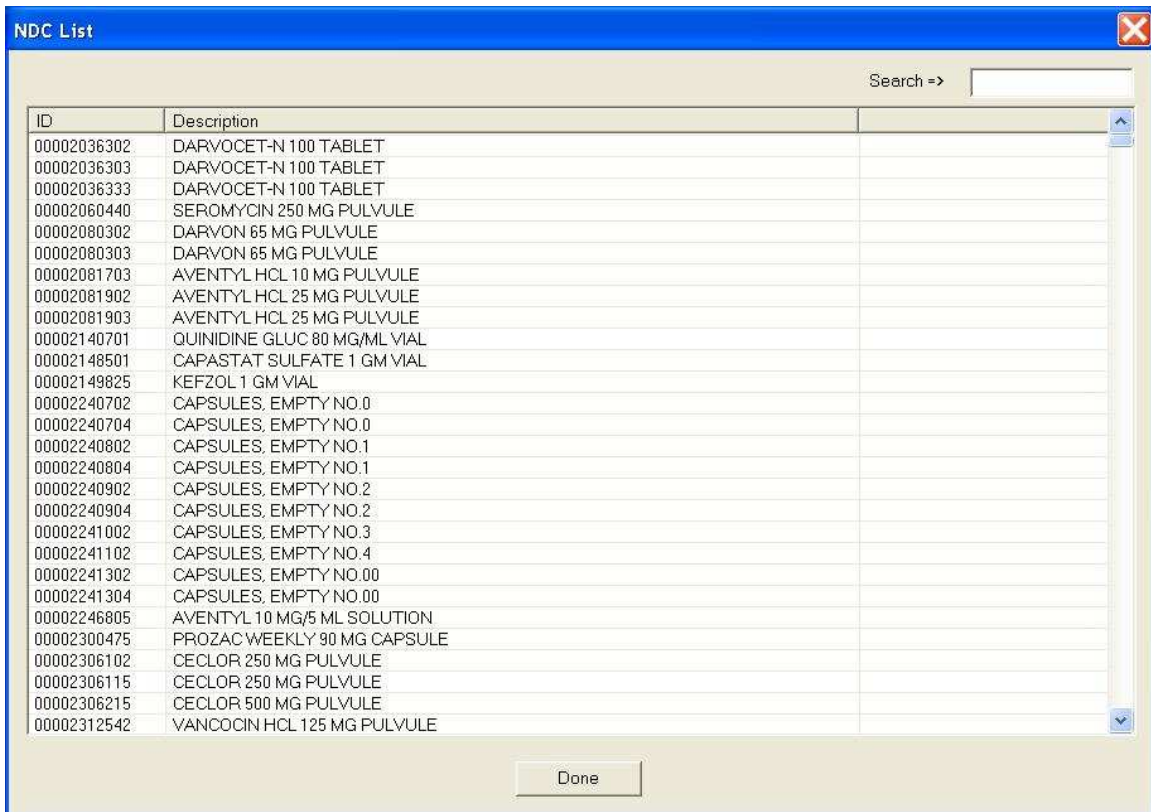 NDC List
Search =>
ID Description
00002036302 DARVOCET-N 100 TABLET
00002036303 DARVOCET-N 100 TABLET
00002036333 DARVOCET-N 100 TABLET
00002060440 SEROMYCIN 250 MG PULVULE
00002080302 DARVON 65 MG PULVULE
00002080303 DARVON 65 MG PULVULE
00002081703 AVENTYL HCL 10 MG PULVULE
00002081902 AVENTYL HCL 25 MG PULVULE
00002081903 AVENTYL HCL 25 MG PULVULE
00002140701 QUINIDINE GLUC 80 MG/ML VIAL
00002148501 CAPASTAT SULFATE 1 GM VIAL
00002149825 KEFZOL 1 GM VIAL
00002240702 CAPSULES, EMPTY NO.0
00002240704 CAPSULES, EMPTY NO.0
00002240802 CAPSULES, EMPTY NO.1
00002240804 CAPSULES, EMPTY NO.1
00002240902 CAPSULES, EMPTY NO.2
00002240904 CAPSULES, EMPTY NO.2
00002241002 CAPSULES, EMPTY NO.3
00002241102 CAPSULES, EMPTY NO.4
00002241302 CAPSULES, EMPTY NO.00
00002241304 CAPSULES, EMPTY NO.00
00002246805 AVENTYL 10 MG/5 ML SOLUTION
00002300475 PROZAC WEEKLY 90 MG CAPSULE
00002306102 CECLOR 250 MG PULVULE
00002306115 CECLOR 250 MG PULVULE
00002306215 CECLOR 500 MG PULVULE
00002312542 VANCOCIN HCL 125 MG PULVULE
Done